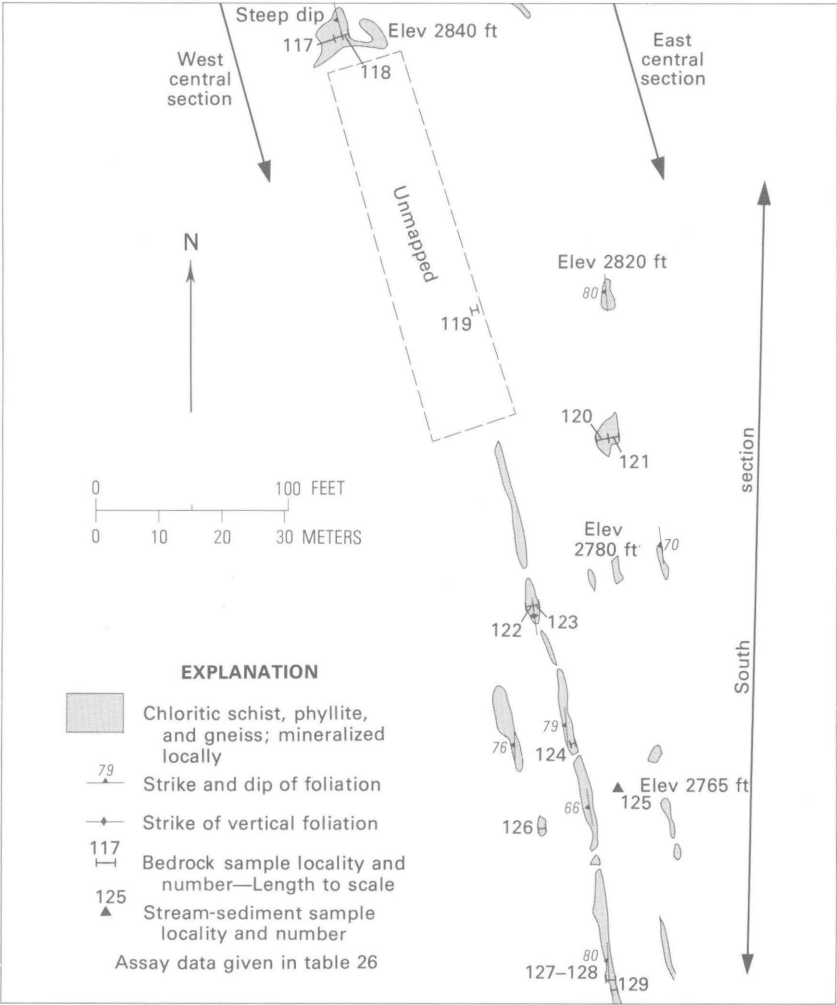 Steep dip
Elev 2840 ft
117
118
West
central
section
East
central
section
Unmapped
N
Elev 2820 ft
80
119
120
121
section
0 100 FEET
0 10 20 30 METERS
Elev
2780 ft
70
122
123
South
EXPLANATION
Chloritic schist, phyllite,
and gneiss; mineralized
locally
79
Strike and dip of foliation
Strike of vertical foliation
117
Bedrock sample locality and
number—Length to scale
125
Stream-sediment sample
locality and number
Assay data given in table 26
76
79
124
Elev 2765 ft
125
66
126
80
127–128
129